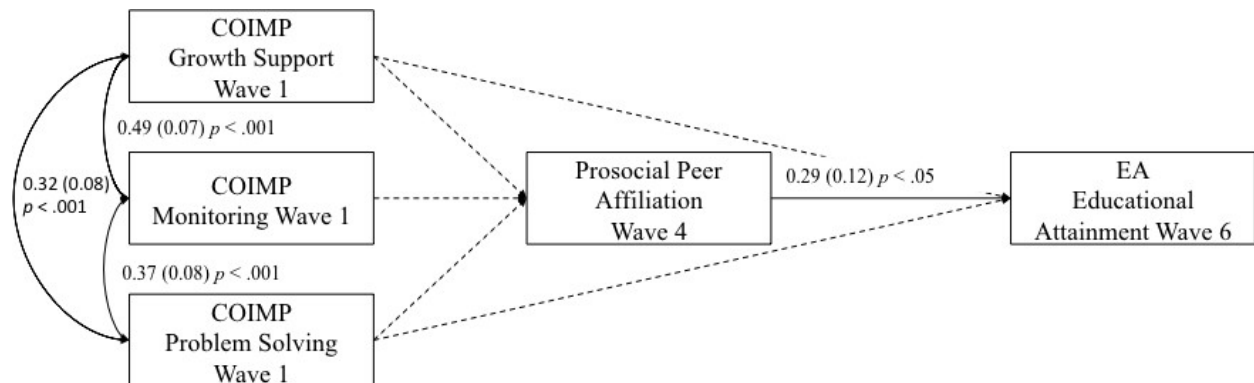 COIMP
Growth Support
Wave 1
0.49 (0.07) p < .001
0.32 (0.08)
p < .001
COIMP
Monitoring Wave 1
0.37 (0.08) p < .001
COIMP
Problem Solving
Wave 1
Prosocial Peer
Affiliation
Wave 4
0.29 (0.12) p < .05
EA
Educational
Attainment Wave 6